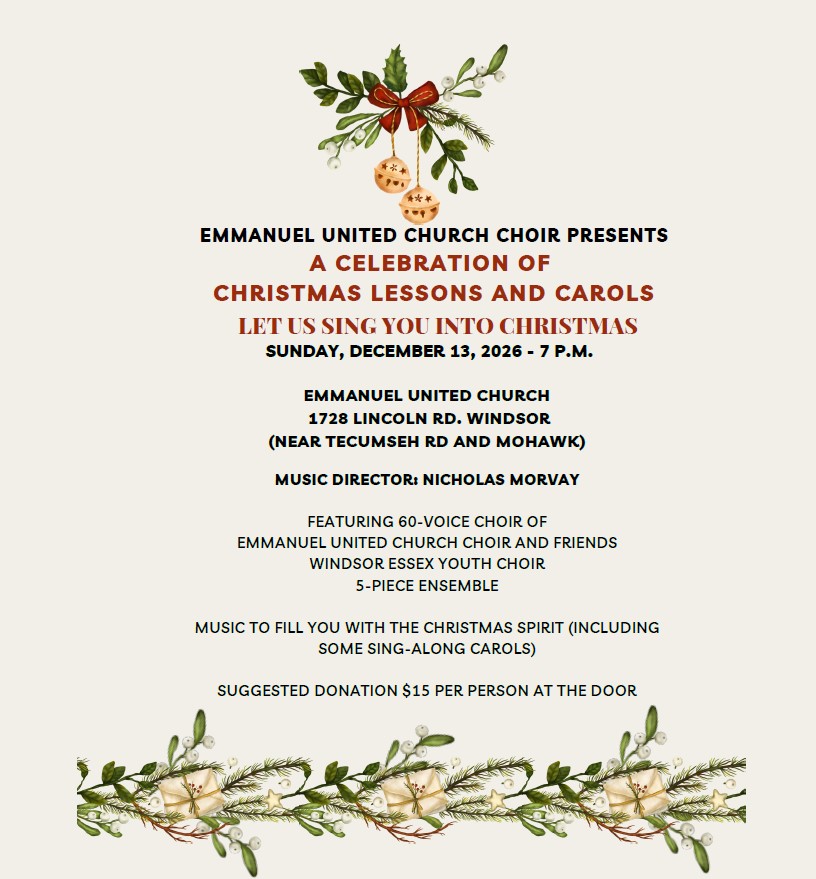 EMMANUEL UNITED CHURCH CHOIR PRESENTS
A CELEBRATION OF
CHRISTMAS LESSONS AND CAROLS
LET US SING YOU INTO CHRISTMAS
SUNDAY, DECEMBER 13, 2026 - 7 P.M.
EMMANUEL UNITED CHURCH
1728 LINCOLN RD. WINDSOR
(NEAR TECUMSEH RD AND MOHAWK)
MUSIC DIRECTOR: NICHOLAS MORVAY
FEATURING 60-VOICE CHOIR OF
EMMANUEL UNITED CHURCH CHOIR AND FRIENDS
WINDSOR ESSEX YOUTH CHOIR
5-PIECE ENSEMBLE
MUSIC TO FILL YOU WITH THE CHRISTMAS SPIRIT (INCLUDING
SOME SING-ALONG CAROLS)
SUGGESTED DONATION $15 PER PERSON AT THE DOOR